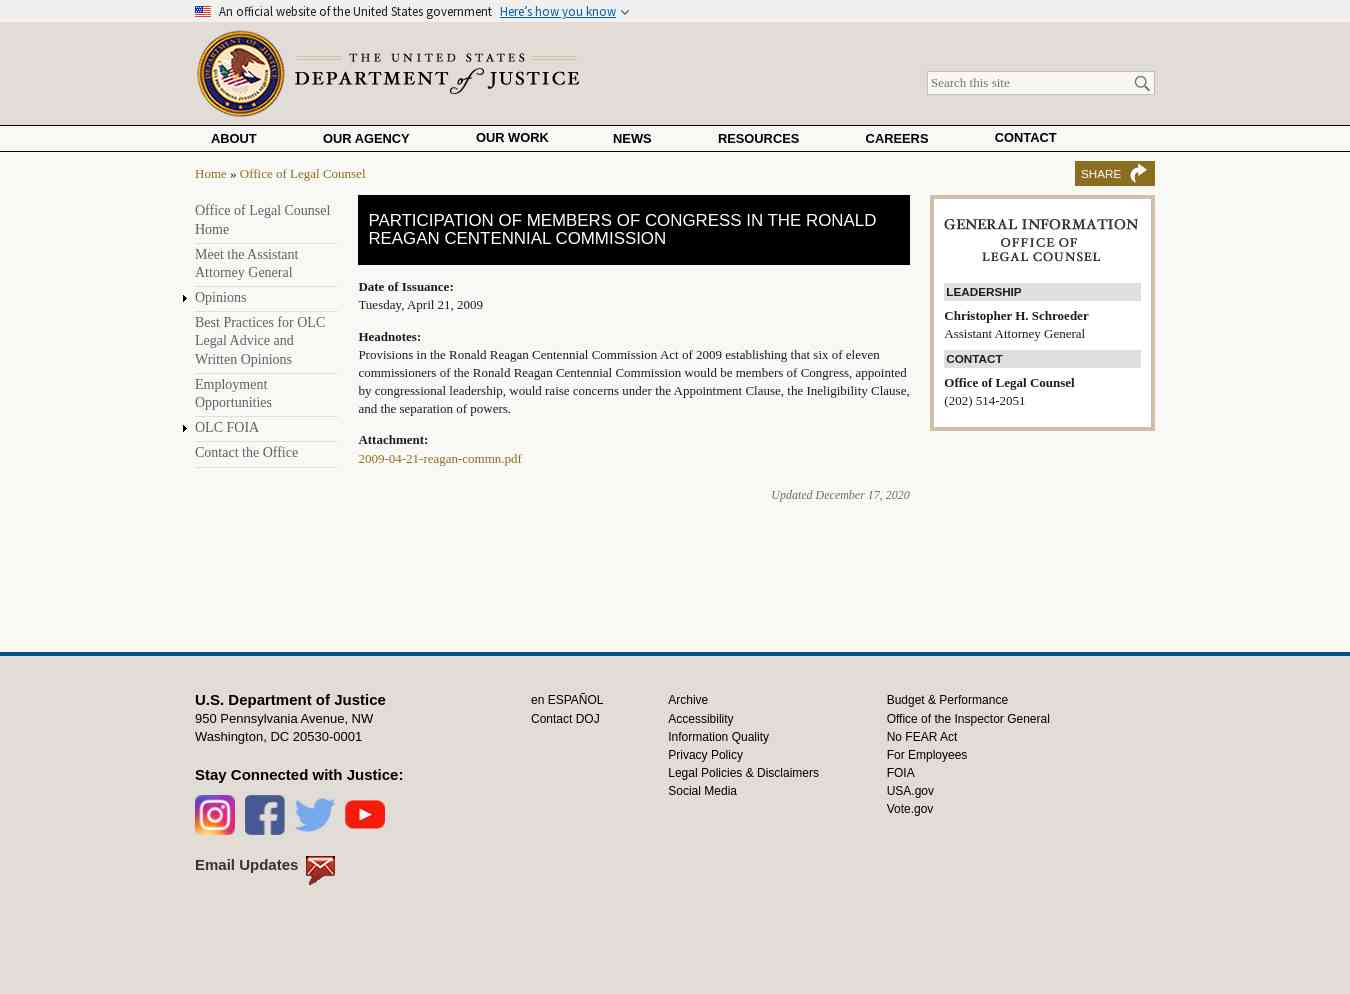 An official website of the United States government Here's how you know
THE UNITED STATES
DEPARTMENT of JUSTICE
Search this site
ABOUT
OUR AGENCY
OUR WORK
NEWS
RESOURCES
CAREERS
CONTACT
Home » Office of Legal Counsel
SHARE
Office of Legal Counsel
Home
Meet the Assistant
Attorney General
Opinions
Best Practices for OLC
Legal Advice and
Written Opinions
Employment
Opportunities
OLC FOIA
Contact the Office
PARTICIPATION OF MEMBERS OF CONGRESS IN THE RONALD
REAGAN CENTENNIAL COMMISSION
Date of Issuance:
Tuesday, April 21, 2009
Headnotes:
Provisions in the Ronald Reagan Centennial Commission Act of 2009 establishing that six of eleven
commissioners of the Ronald Reagan Centennial Commission would be members of Congress, appointed
by congressional leadership, would raise concerns under the Appointment Clause, the Ineligibility Clause,
and the separation of powers.
Attachment:
2009-04-21-reagan-commn.pdf
Updated December 17, 2020
GENERAL INFORMATION
OFFICE OF
LEGAL COUNSEL
LEADERSHIP
Christopher H. Schroeder
Assistant Attorney General
CONTACT
Office of Legal Counsel
(202) 514-2051
U.S. Department of Justice
950 Pennsylvania Avenue, NW
Washington, DC 20530-0001
Stay Connected with Justice:
Email Updates
en ESPAÑOL
Contact DOJ
Archive
Accessibility
Information Quality
Privacy Policy
Legal Policies & Disclaimers
Social Media
Budget & Performance
Office of the Inspector General
No FEAR Act
For Employees
FOIA
USA.gov
Vote.gov